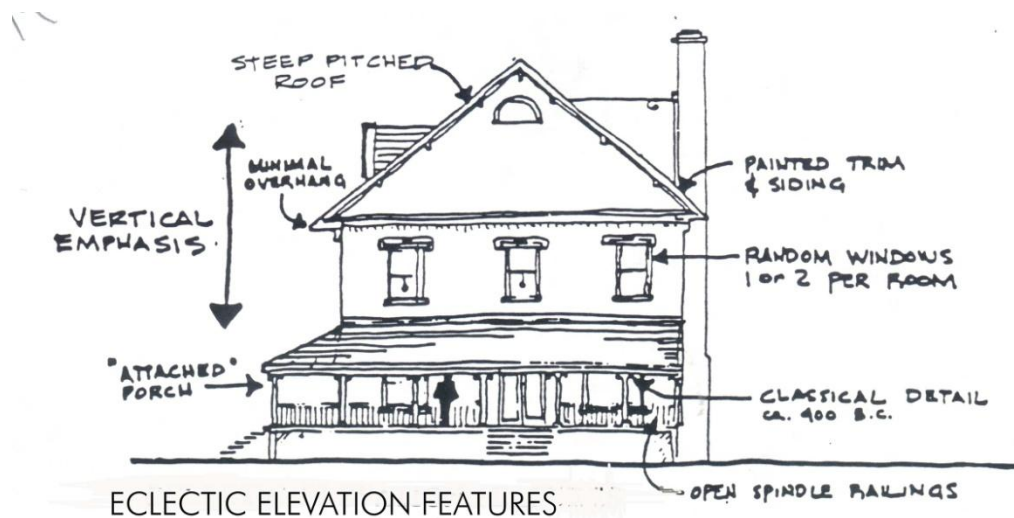 STEEP PITCHED
ROOF
MINIMAL
OVERHANG
PAINTED TRIM
& SIDING
VERTICAL
EMPHASIS.
RANDOM WINDOWS
1 or 2 PER ROOM
"ATTACHED"
PORCH
CLASSICAL DETAIL
ca. 400 B.C.
OPEN SPINDLE RAILINGS
ECLECTIC ELEVATION FEATURES